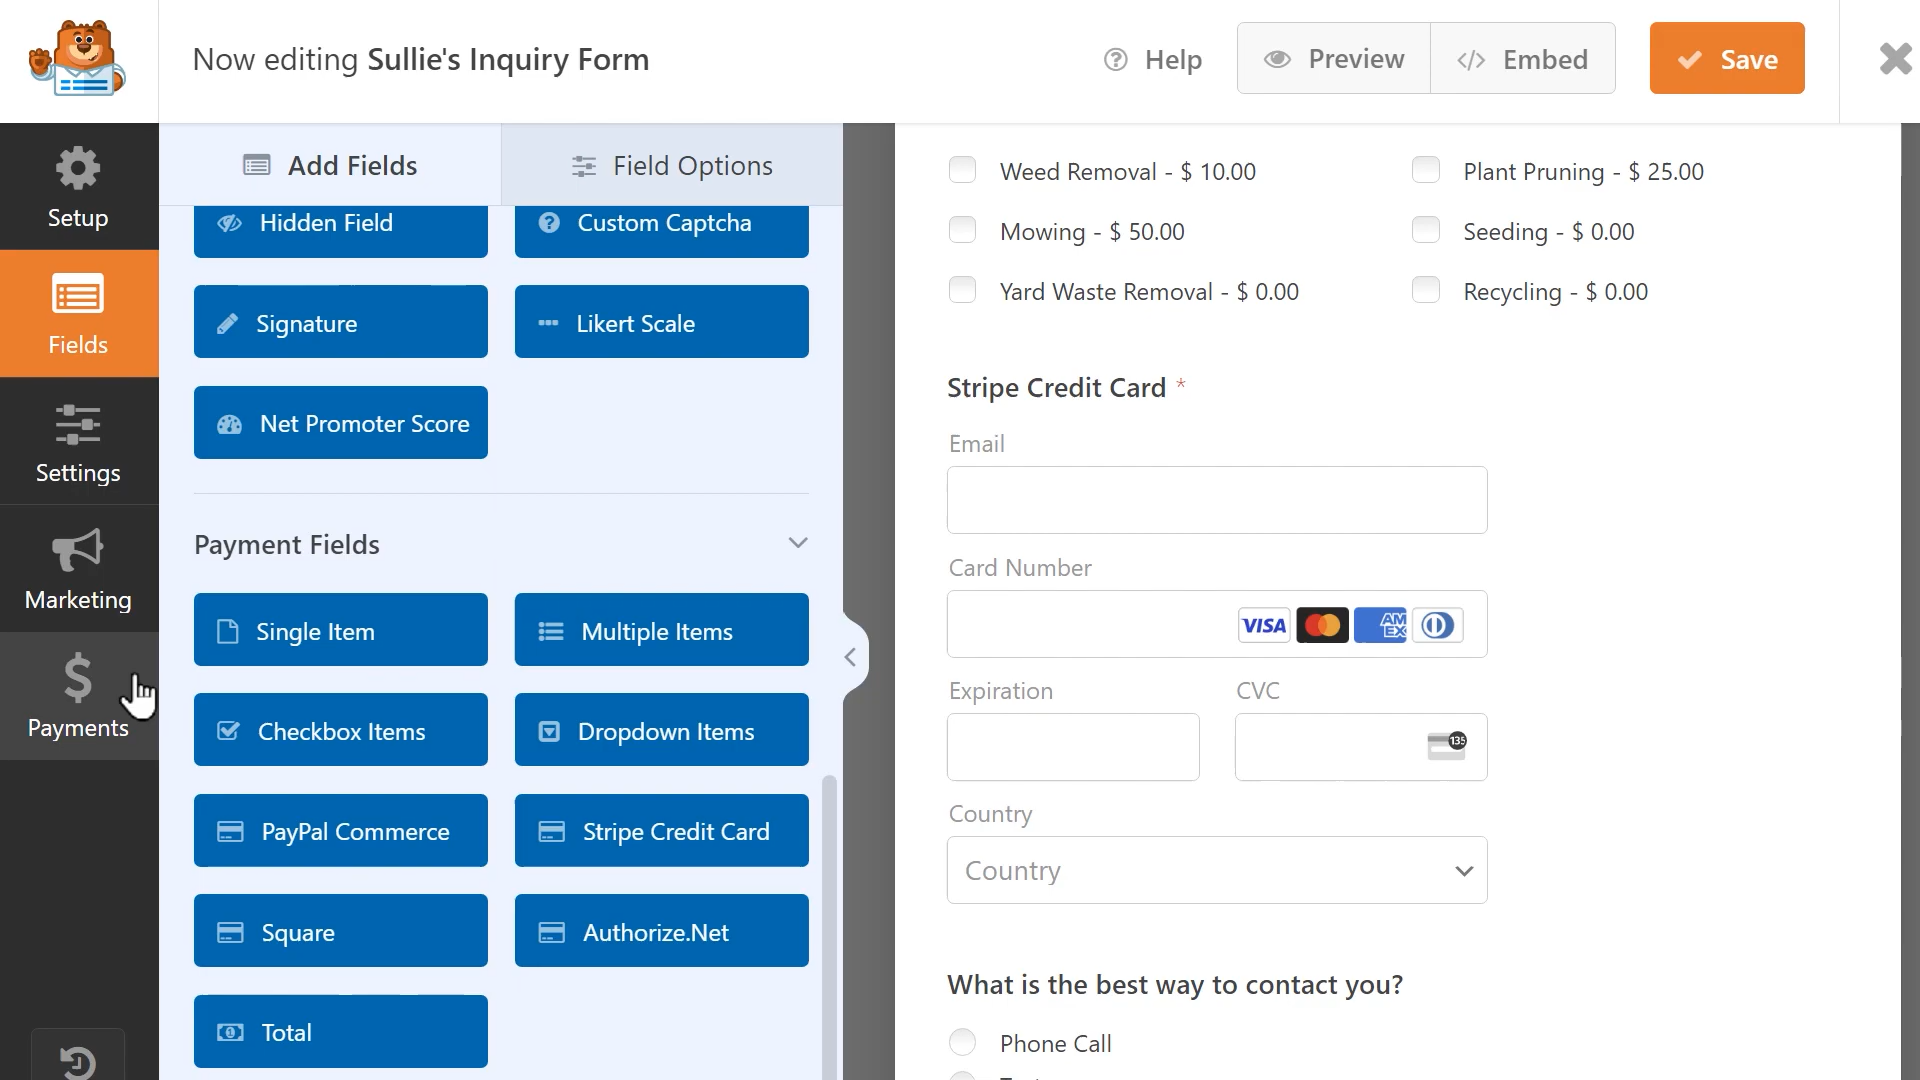 Now editing Sullie's Inquiry Form
Help
Preview
Embed
Save
Setup
Fields
Settings
Marketing
Payments
Add Fields
Field Options
Hidden Field
Custom Captcha
Signature
Likert Scale
Net Promoter Score
Payment Fields
Single Item
Multiple Items
Checkbox Items
Dropdown Items
PayPal Commerce
Stripe Credit Card
Square
Authorize.Net
Total
Weed Removal - $ 10.00
Plant Pruning - $ 25.00
Mowing - $ 50.00
Seeding - $ 0.00
Yard Waste Removal - $ 0.00
Recycling - $ 0.00
Stripe Credit Card *
Email
Card Number
VISA
AM
EX
Expiration
CVC
135
Country
Country
What is the best way to contact you?
Phone Call